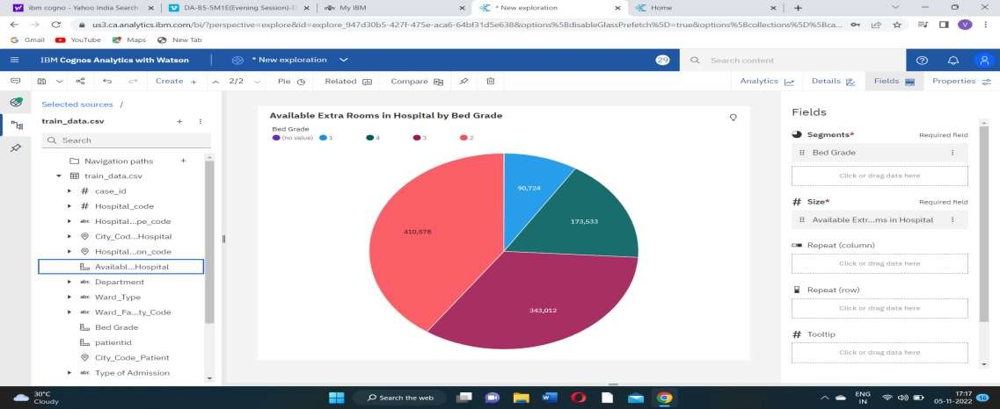 ibm cogno - Yahoo India Search
DA-85-5M1E(Evening Session)-D
My IBM
* New exploration
Home
us3.ca.analytics.ibm.com/bi/?perspective=explore&id=explore_947d30b5-427f-475e-aca6-64bf31d5e638&options%5BdisableGlassPrefetch%5D=true&options%5Bcollections%5D%5Bca...
V
Gmail YouTube Maps New Tab
IBM Cognos Analytics with Watson
* New exploration
29
Search content
Create + 2/2 Pie Related Compare
Analytics Details Fields Properties
Selected sources /
train_data.csv
Search
Navigation paths
train_data.csv
# case_id
# Hospital_code
abc Hospital...pe_code
City_Cod...Hospital
Hospital...on_code
Availabl...Hospital
abc Department
abc Ward_Type
abc Ward_Fa...ty_Code
Bed Grade
patientid
City_Code_Patient
abc Type of Admission
Available Extra Rooms in Hospital by Bed Grade
Bed Grade
(no value) 1 4 3 2
90,724
173,533
410,678
343,012
Fields
Segments* Required field
Bed Grade
Click or drag data here
# Size* Required field
Available Extr...ms in Hospital
Repeat (column)
Click or drag data here
Repeat (row)
Click or drag data here
# Tooltip
Click or drag data here
30°C
Cloudy
Search the web
ENG
IN
17:17
05-11-2022
16